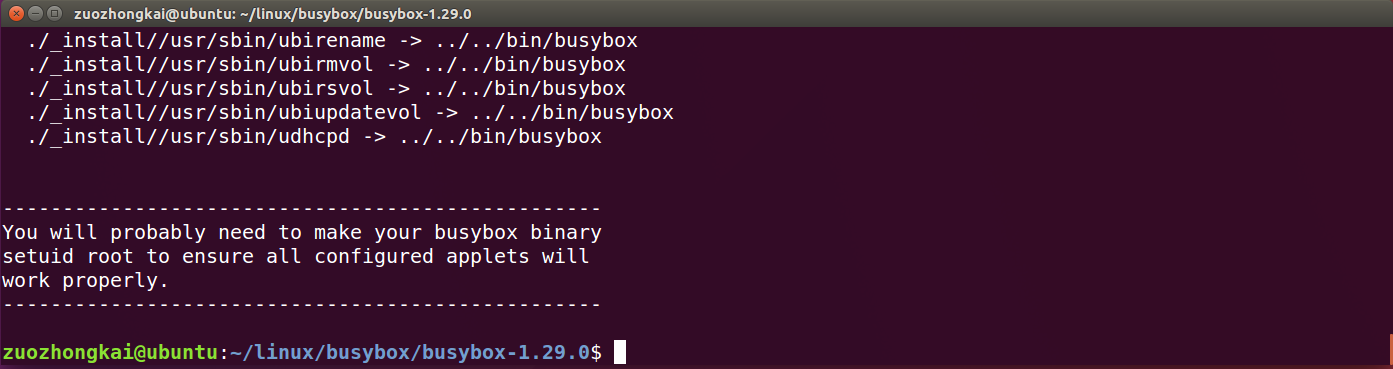 zuozhongkai@ubuntu: ~/linux/busybox/busybox-1.29.0
./_install//usr/sbin/ubirename -> ../../bin/busybox
./_install//usr/sbin/ubirmvol -> ../../bin/busybox
./_install//usr/sbin/ubirsvol -> ../../bin/busybox
./_install//usr/sbin/ubiupdatevol -> ../../bin/busybox
./_install//usr/sbin/udhcpd -> ../../bin/busybox
--------------------------------------------------
You will probably need to make your busybox binary
setuid root to ensure all configured applets will
work properly.
--------------------------------------------------
zuozhongkai@ubuntu:~/linux/busybox/busybox-1.29.0$